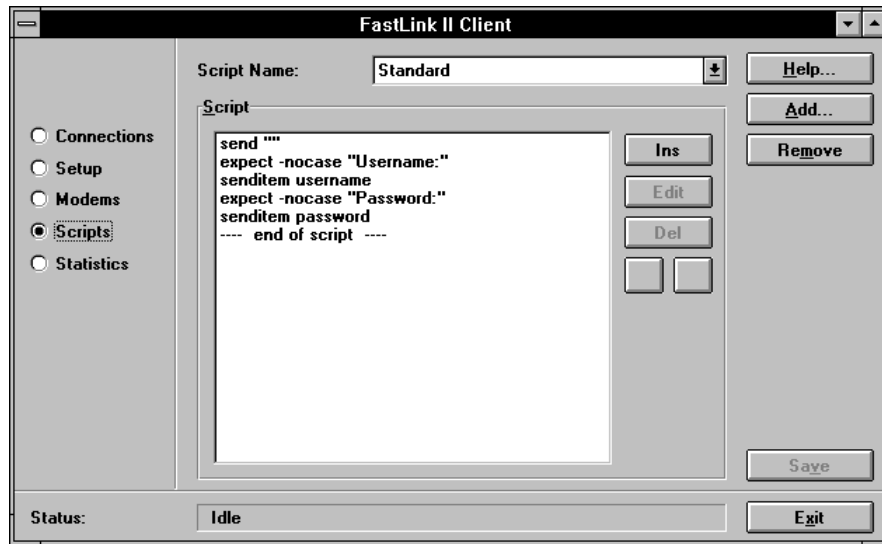 FastLink II Client
Script Name:
Standard
Help...
Script
Add...
Connections
Setup
Modems
Scripts
Statistics
send ""
expect -nocase "Username:"
senditem username
expect -nocase "Password:"
senditem password
---- end of script ----
Ins
Edit
Del
Remove
Save
Status:
Idle
Exit